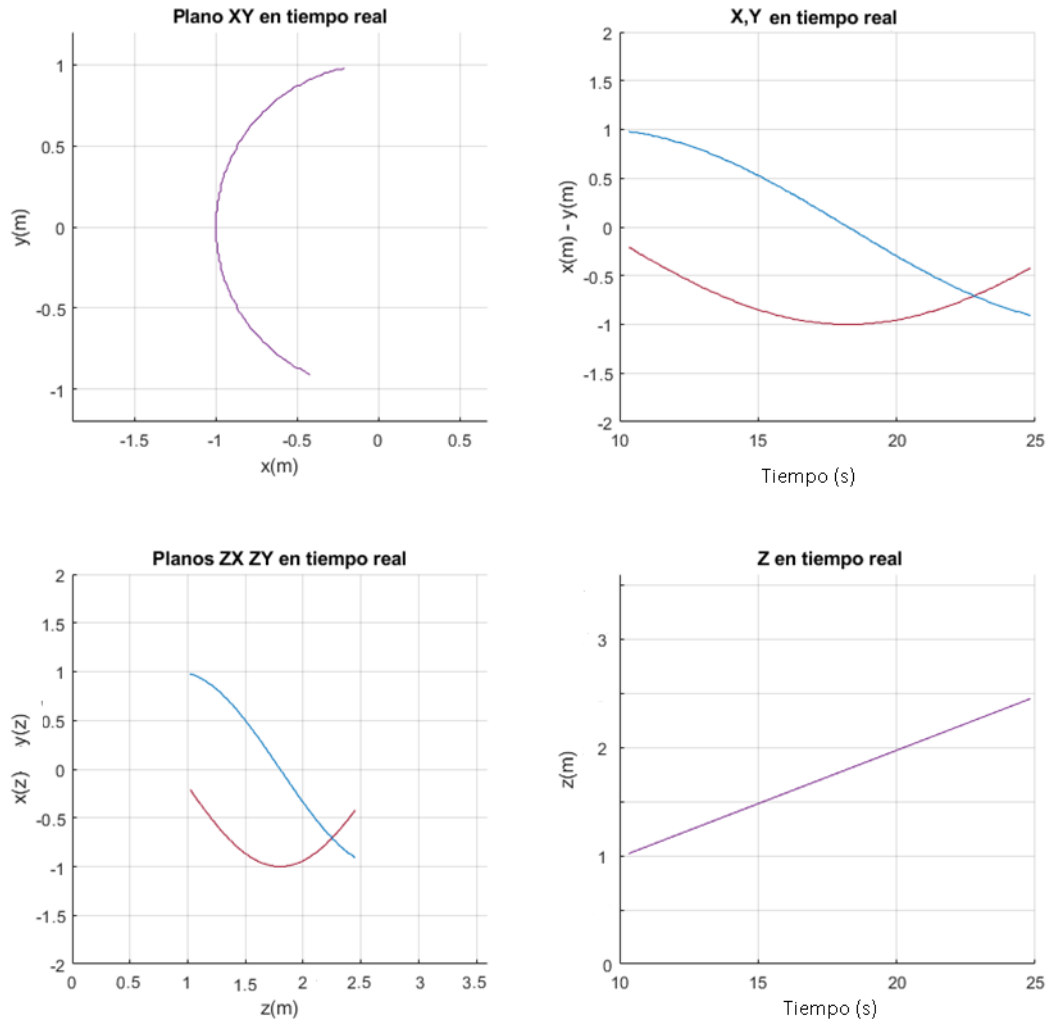 Plano XY en tiempo real
1
0.5
0
-0.5
-1
y(m)
-1.5 -1 -0.5 0 0.5
x(m)
X,Y en tiempo real
2
1.5
1
0.5
0
-0.5
-1
-1.5
-2
x(m) - y(m)
10 15 20 25
Tiempo (s)
Planos ZX ZY en tiempo real
2
1.5
1
0.5
0
-0.5
-1
-1.5
-2
x(z) y(z)
0 0.5 1 1.5 2 2.5 3 3.5
z(m)
Z en tiempo real
3
2
1
0
z(m)
10 15 20 25
Tiempo (s)